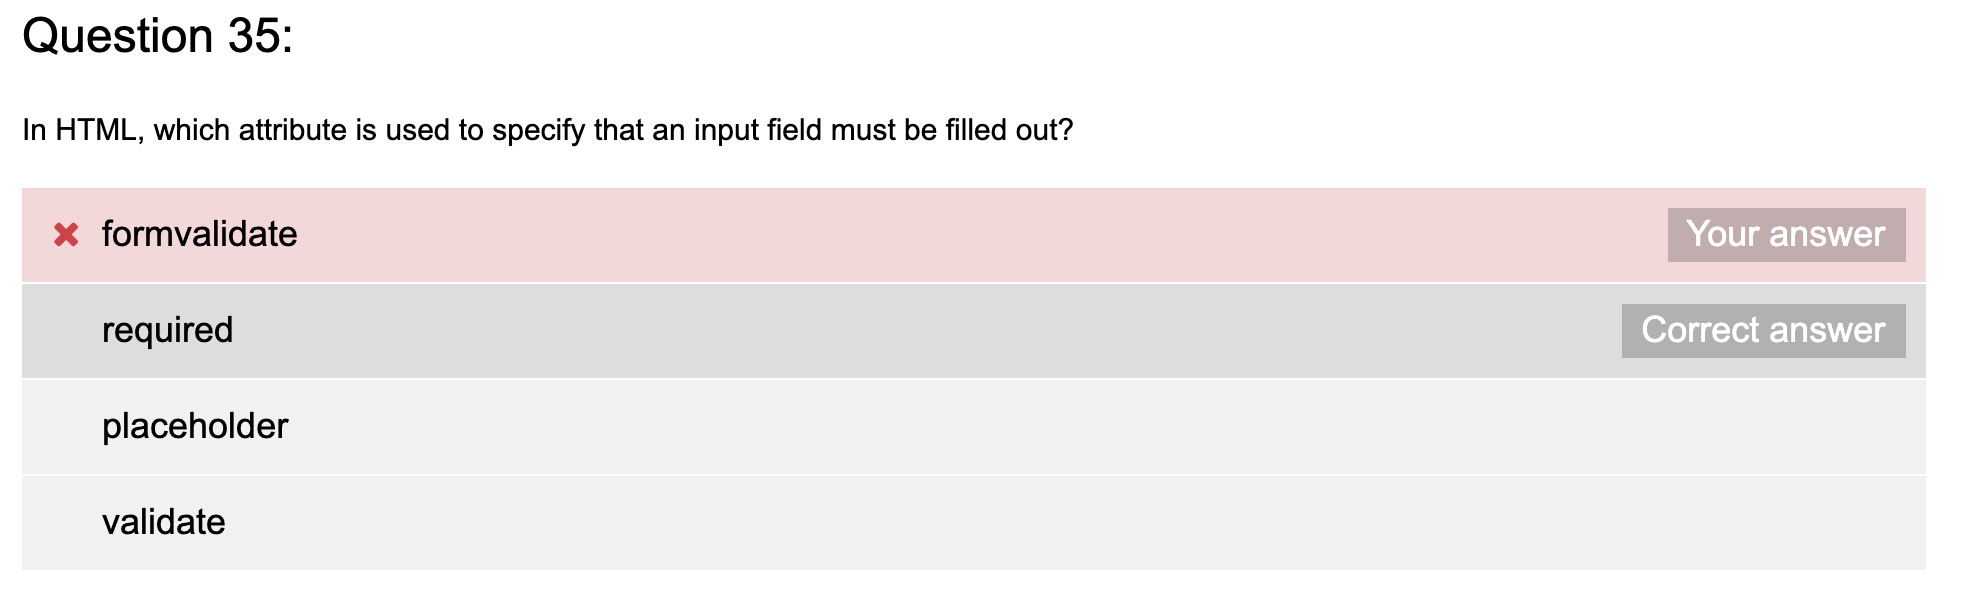 Question 35:
In HTML, which attribute is used to specify that an input field must be filled out?
formvalidate Your answer
required Correct answer
placeholder
validate